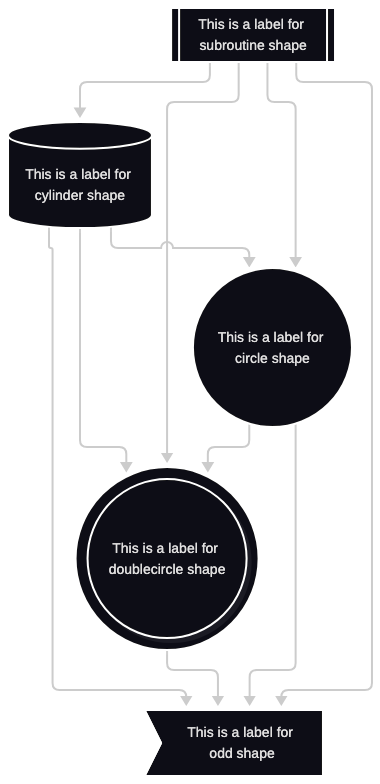 This is a label for
subroutine shape
This is a label for
cylinder shape
This is a label for
circle shape
This is a label for
doublecircle shape
This is a label for
odd shape